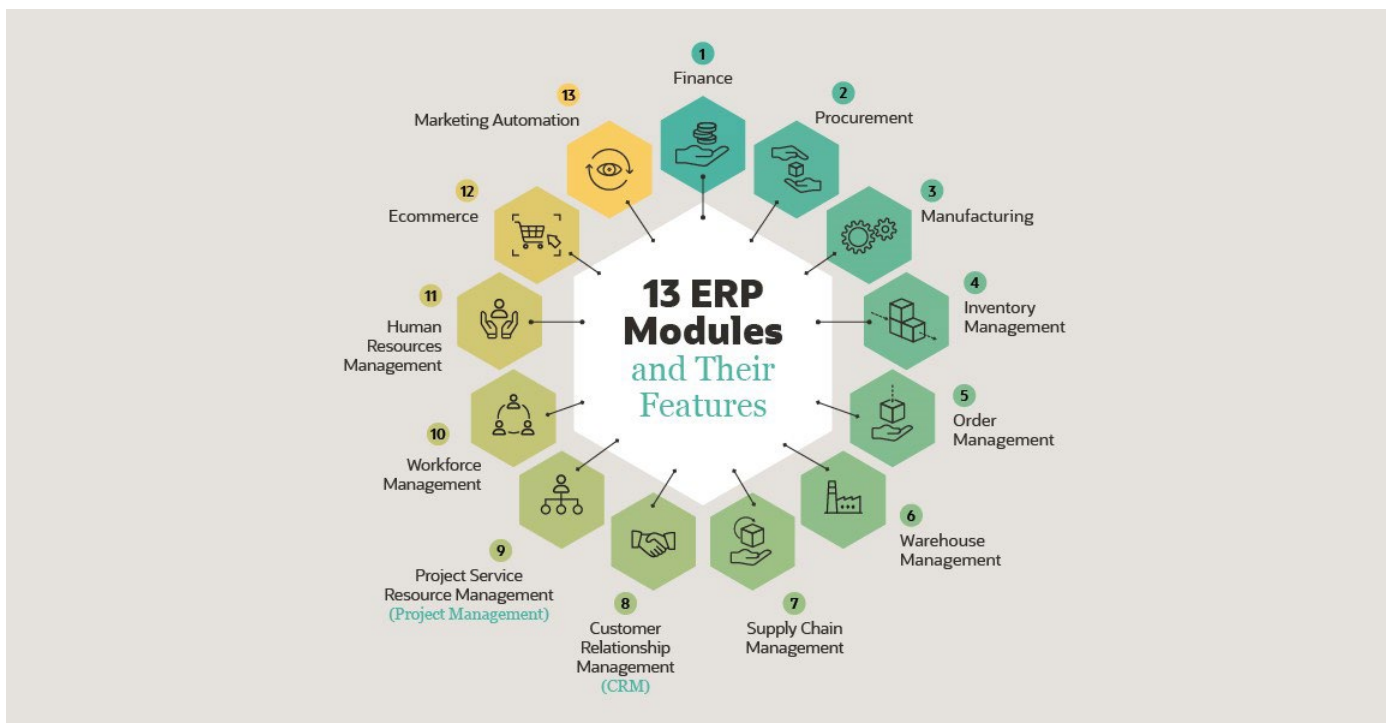 13 ERP
Modules
and Their
Features
1
Finance
2
Procurement
3
Manufacturing
4
Inventory
Management
5
Order
Management
6
Warehouse
Management
7
Supply Chain
Management
8
Customer
Relationship
Management
(CRM)
9
Project Service
Resource Management
(Project Management)
10
Workforce
Management
11
Human
Resources
Management
12
Ecommerce
13
Marketing Automation